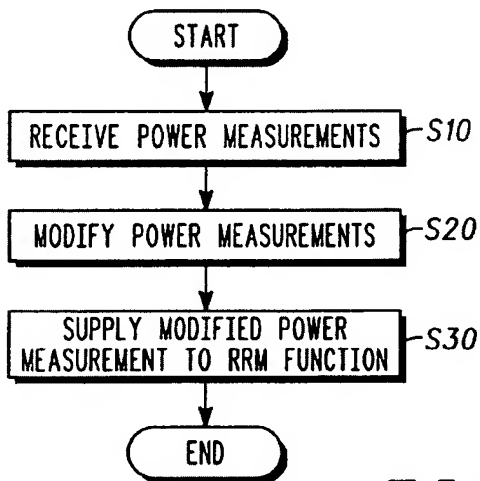 START
RECEIVE POWER MEASUREMENTS
S10
MODIFY POWER MEASUREMENTS
S20
SUPPLY MODIFIED POWER
MEASUREMENT TO RRM FUNCTION
S30
END